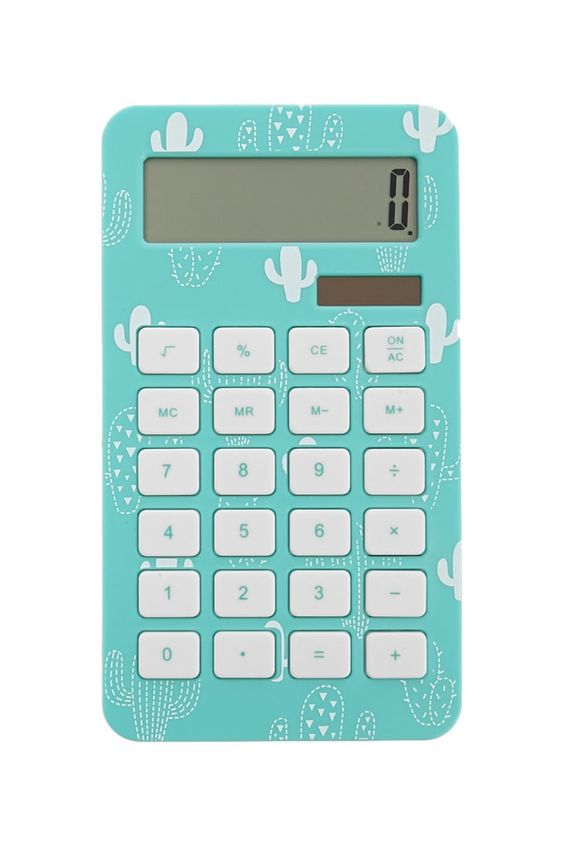 0.
√ % CE ON/AC
MC MR M− M+
7 8 9 ÷
4 5 6 ×
1 2 3 −
0 . = +